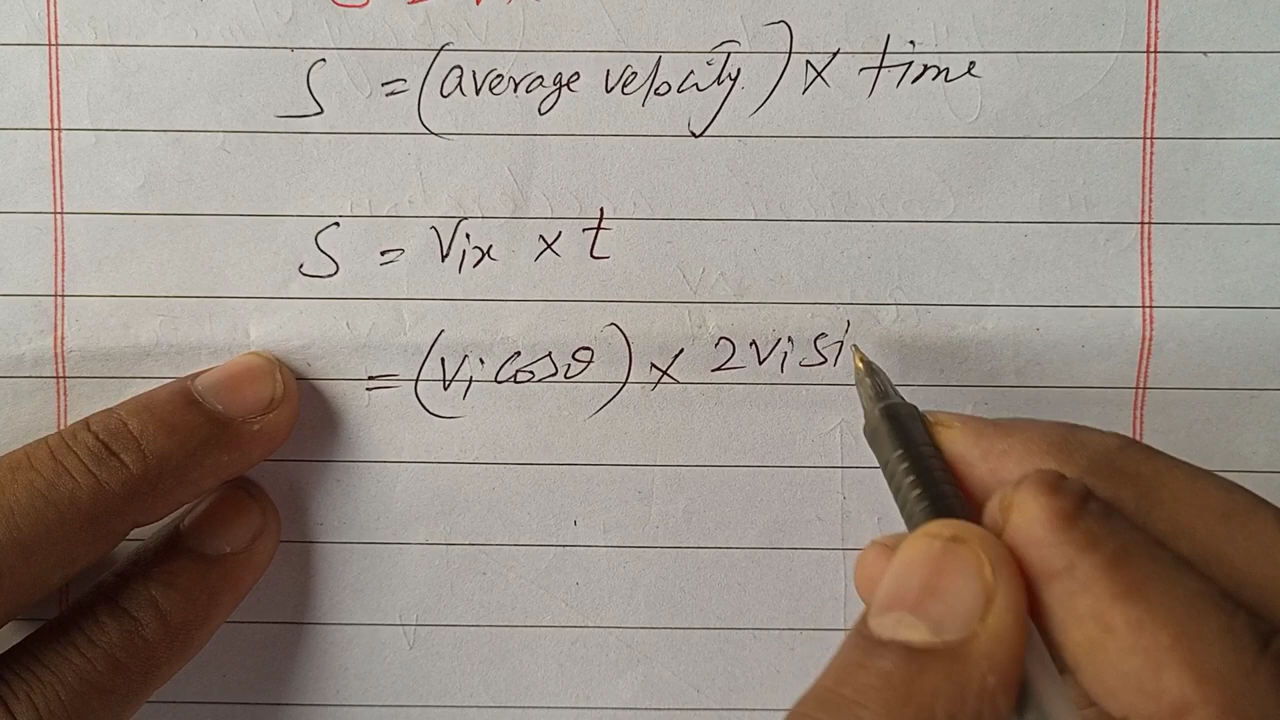 S = (average velocity) × time
S = Vix × t
= (Vi cosθ) × 2Vi si